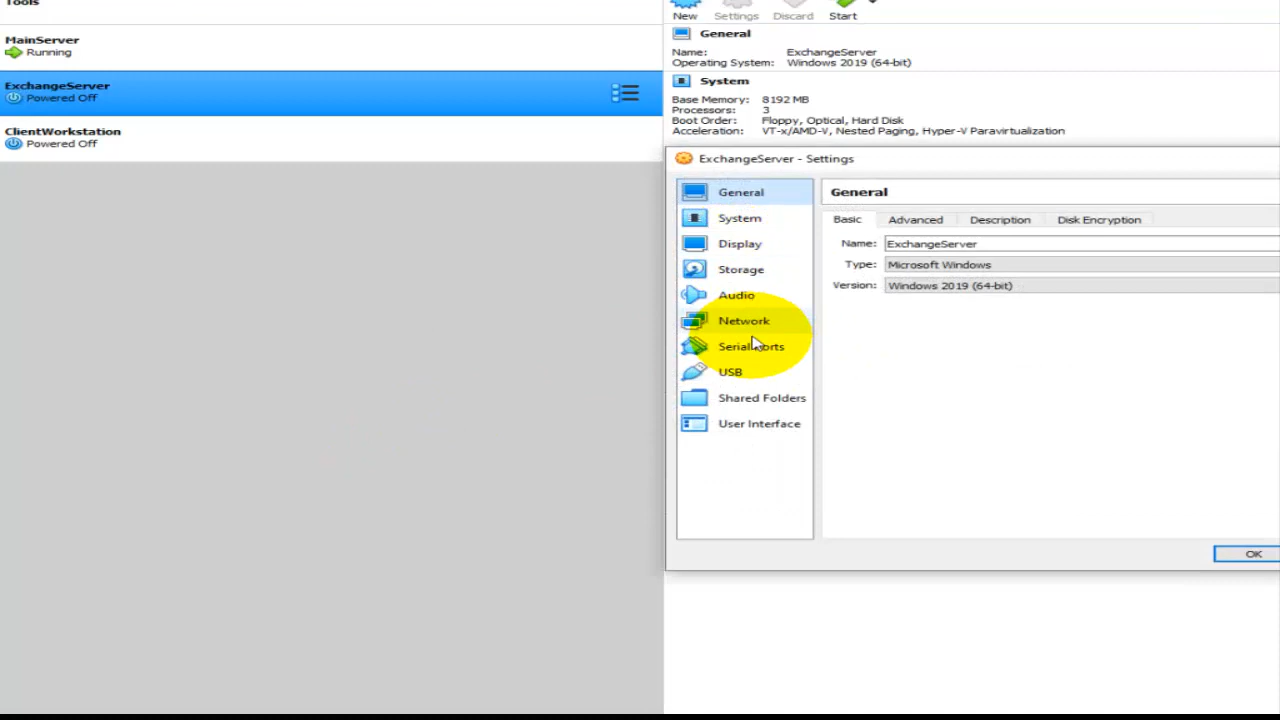 Tools
MainServer
Running
ExchangeServer
Powered Off
ClientWorkstation
Powered Off
New Settings Discard Start
General
Name: ExchangeServer
Operating System: Windows 2019 (64-bit)
System
Base Memory: 8192 MB
Processors: 3
Boot Order: Floppy, Optical, Hard Disk
Acceleration: VT-x/AMD-V, Nested Paging, Hyper-V Paravirtualization
ExchangeServer - Settings
General
System
Display
Storage
Audio
Network
Serial Ports
USB
Shared Folders
User Interface
General
Basic Advanced Description Disk Encryption
Name: ExchangeServer
Type: Microsoft Windows
Version: Windows 2019 (64-bit)
OK